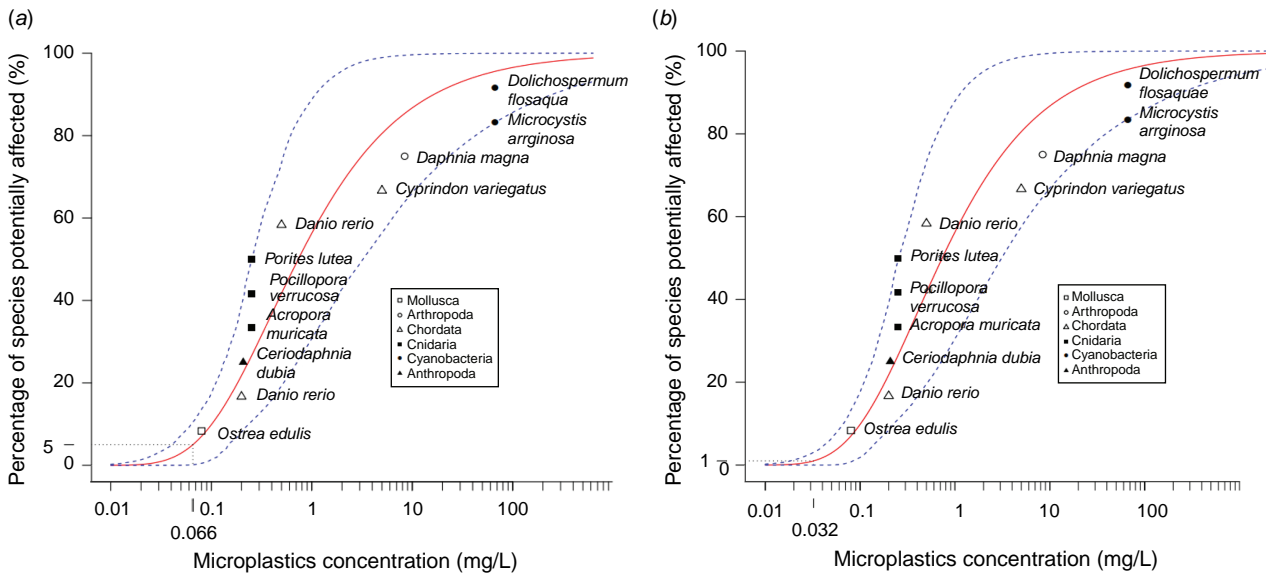 (a)
Percentage of species potentially affected (%)
100
80
60
40
20
5
0
Dolichospermum
flosaqua
Microcystis
arrginosa
Daphnia magna
Cyprindon variegatus
Danio rerio
Porites lutea
Pocillopora
verrucosa
Acropora
muricata
Ceriodaphnia
dubia
Danio rerio
Ostrea edulis
Mollusca
Arthropoda
Chordata
Cnidaria
Cyanobacteria
Anthropoda
0.01
0.1
1
10
100
0.066
Microplastics concentration (mg/L)
(b)
Percentage of species potentially affected (%)
100
80
60
40
20
1
0
Dolichospermum
flosaquae
Microcystis
arrginosa
Daphnia magna
Cyprindon variegatus
Danio rerio
Porites lutea
Pocillopora
verrucosa
Acropora muricata
Ceriodaphnia dubia
Danio rerio
Ostrea edulis
Mollusca
Arthropoda
Chordata
Cnidaria
Cyanobacteria
Anthropoda
0.01
0.1
1
10
100
0.032
Microplastics concentration (mg/L)